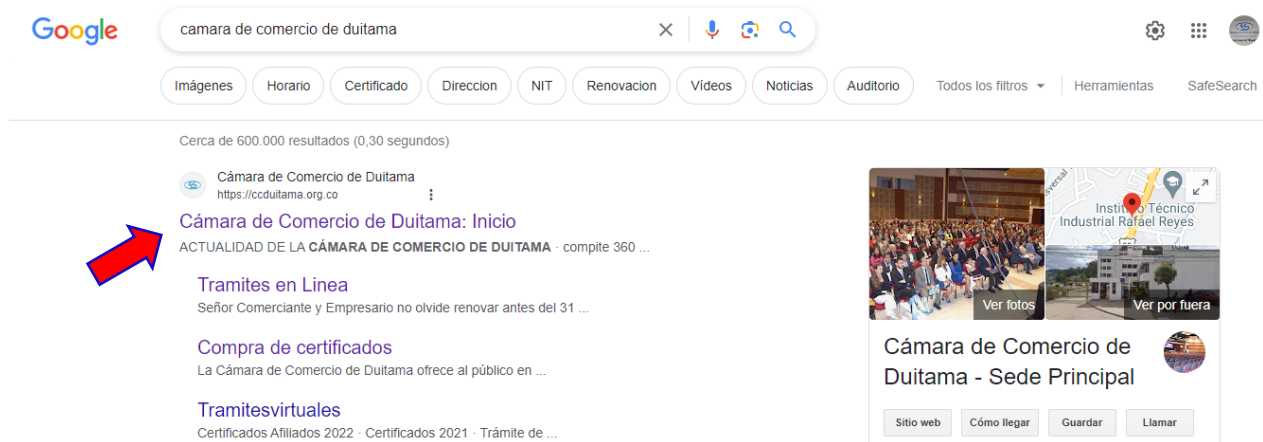 Google
camara de comercio de duitama
Imágenes
Horario
Certificado
Direccion
NIT
Renovacion
Vídeos
Noticias
Auditorio
Todos los filtros
Herramientas
SafeSearch
Cerca de 600.000 resultados (0,30 segundos)
Cámara de Comercio de Duitama
https://ccduitama.org.co
Cámara de Comercio de Duitama: Inicio
ACTUALIDAD DE LA CÁMARA DE COMERCIO DE DUITAMA · compite 360 ...
Tramites en Linea
Señor Comerciante y Empresario no olvide renovar antes del 31 ...
Compra de certificados
La Cámara de Comercio de Duitama ofrece al público en ...
Tramitesvirtuales
Certificados Afiliados 2022 · Certificados 2021 · Trámite de ...
Técnico
Industrial Rafael Reyes
Ver fotos
Ver por fuera
Cámara de Comercio de
Duitama - Sede Principal
Sitio web
Cómo llegar
Guardar
Llamar